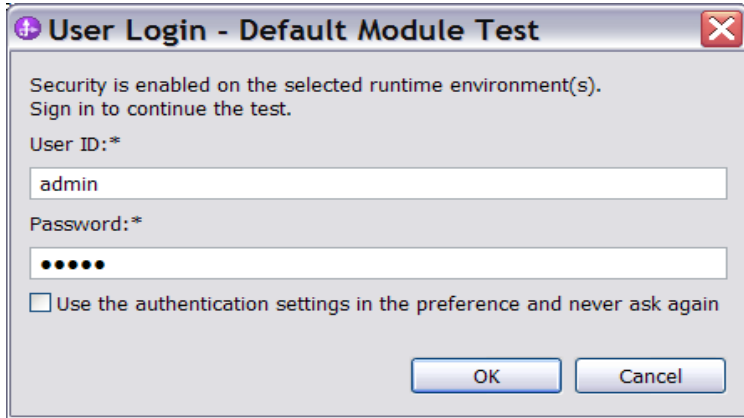 User Login - Default Module Test
Security is enabled on the selected runtime environment(s).
Sign in to continue the test.
User ID:*
admin
Password:*
●●●●●
Use the authentication settings in the preference and never ask again
OK
Cancel